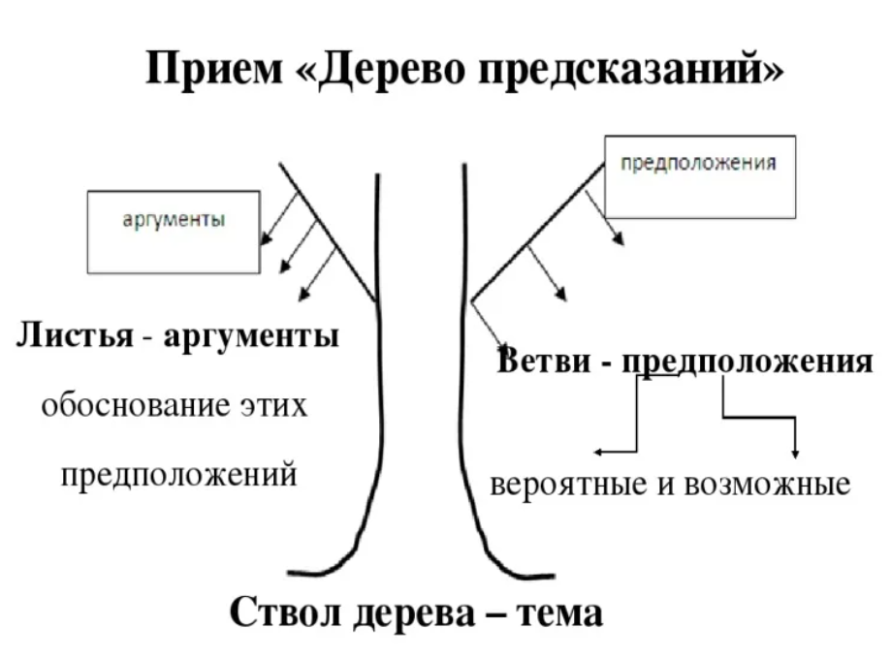 Прием «Дерево предсказаний»
предположения
аргументы
Листья - аргументы
обоснование этих
предположений
Ветви - предположения
вероятные и возможные
Ствол дерева – тема